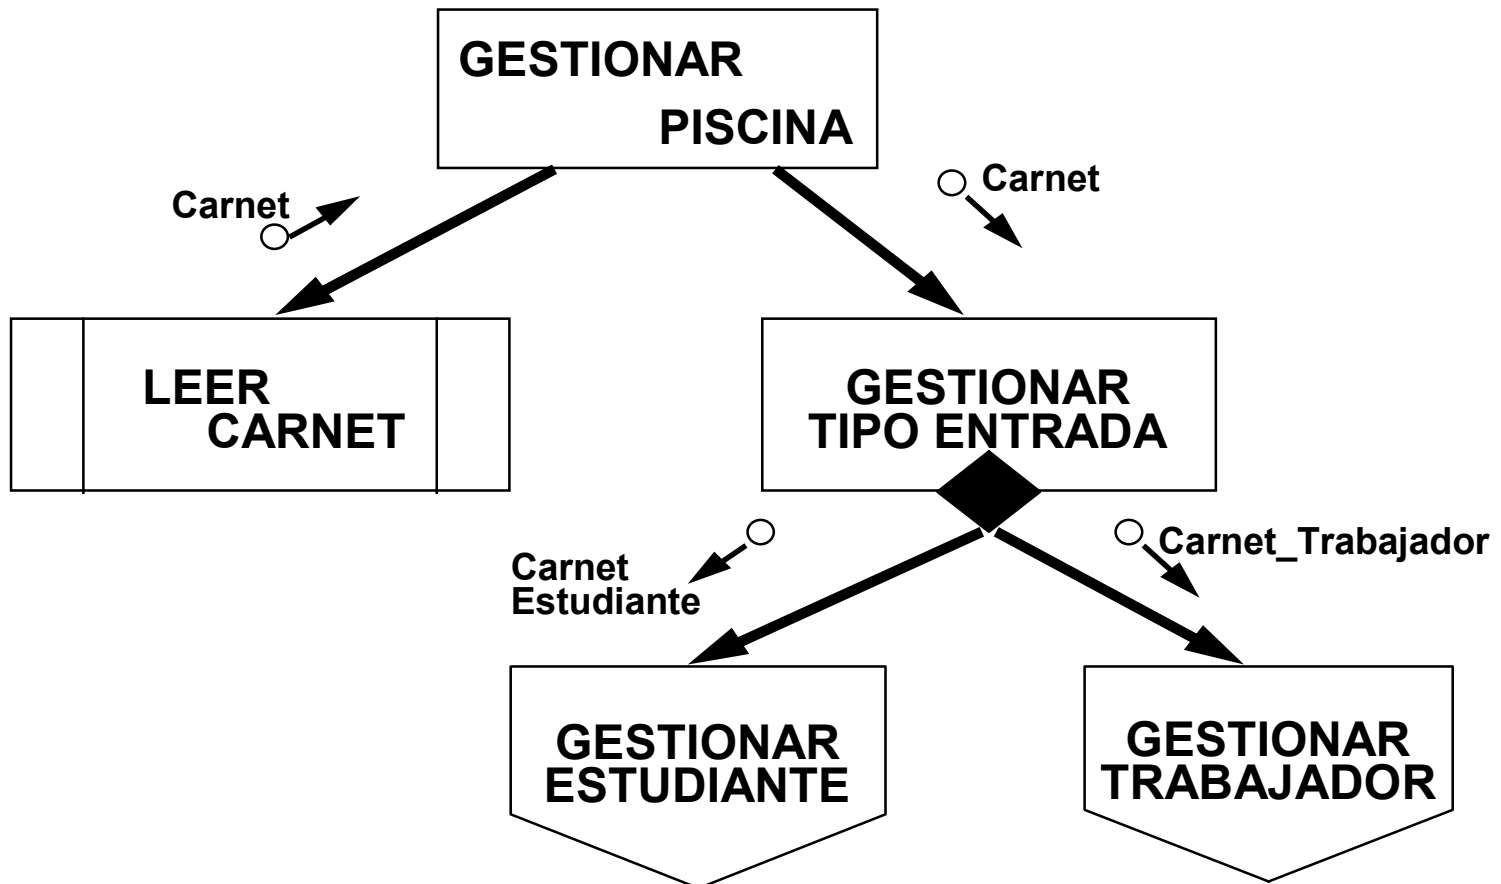 GESTIONAR
PISCINA
Carnet
Carnet
LEER
CARNET
GESTIONAR
TIPO ENTRADA
Carnet
Estudiante
Carnet_Trabajador
GESTIONAR
ESTUDIANTE
GESTIONAR
TRABAJADOR